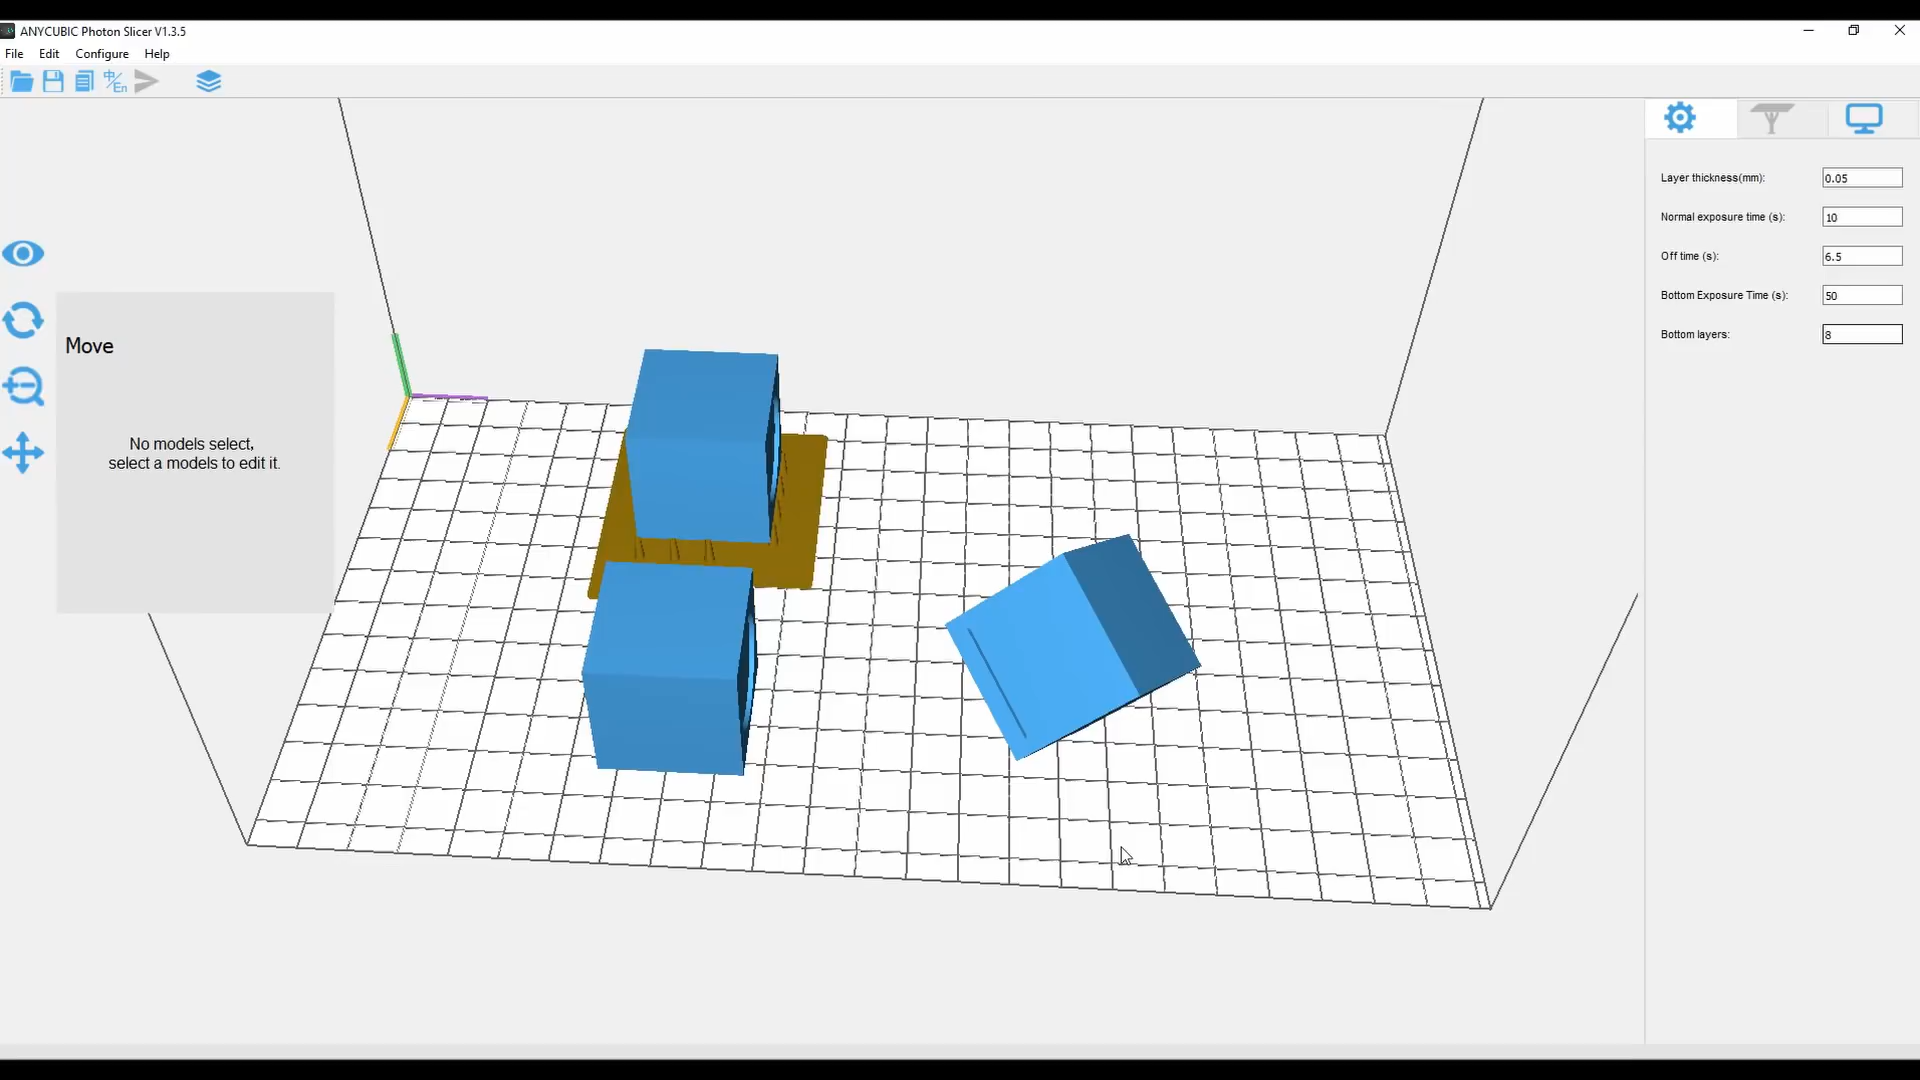 ANYCUBIC Photon Slicer V1.3.5
File Edit Configure Help
中/En
Move
No models select,
select a models to edit it.
Layer thickness(mm): 0.05
Normal exposure time (s): 10
Off time (s): 6.5
Bottom Exposure Time (s): 50
Bottom layers: 8